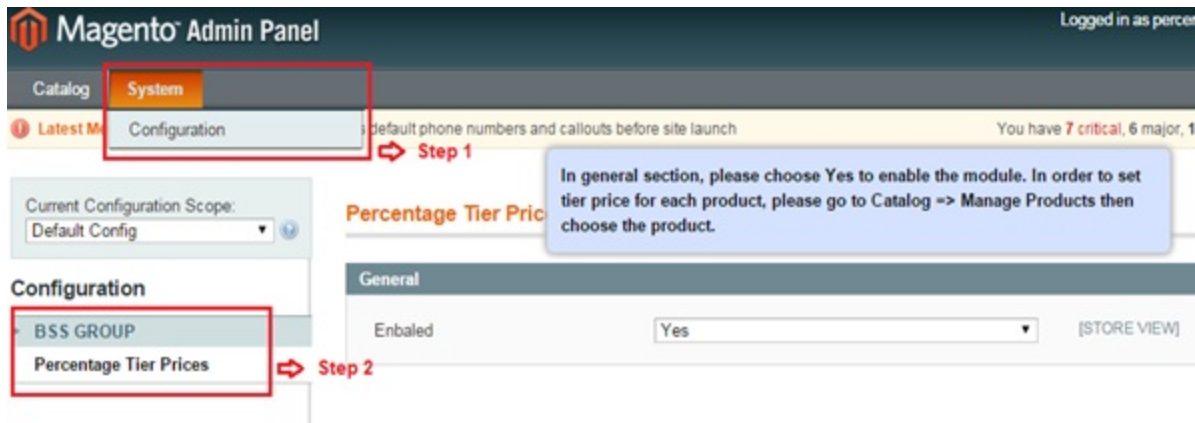 Magento Admin Panel
Logged in as percen
Catalog
System
Configuration
Latest Me
s default phone numbers and callouts before site launch
You have 7 critical, 6 major, 1
Step 1
In general section, please choose Yes to enable the module. In order to set
tier price for each product, please go to Catalog => Manage Products then
choose the product.
Current Configuration Scope:
Default Config
Percentage Tier Pric
Configuration
General
BSS GROUP
Enbaled
Yes
[STORE VIEW]
Percentage Tier Prices
Step 2